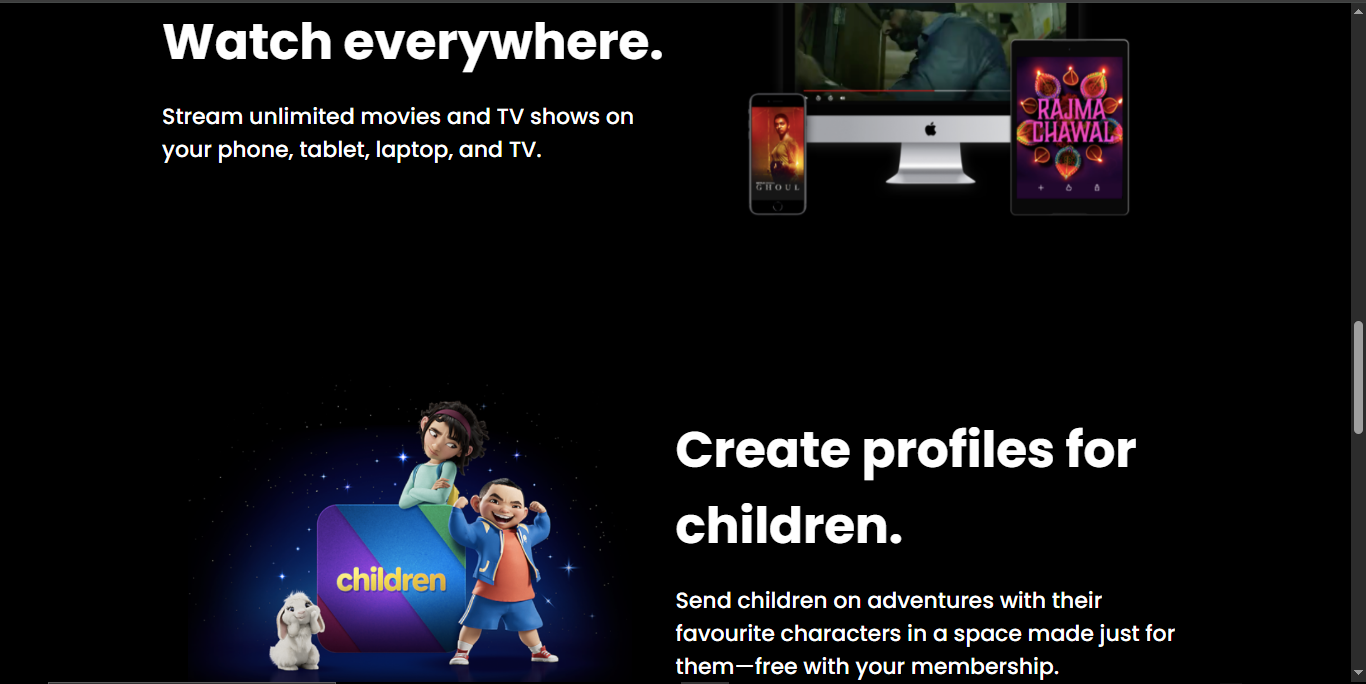 Watch everywhere.
Stream unlimited movies and TV shows on
your phone, tablet, laptop, and TV.
GHOUL
RAJMA
CHAWAL
children
Create profiles for
children.
Send children on adventures with their
favourite characters in a space made just for
them—free with your membership.